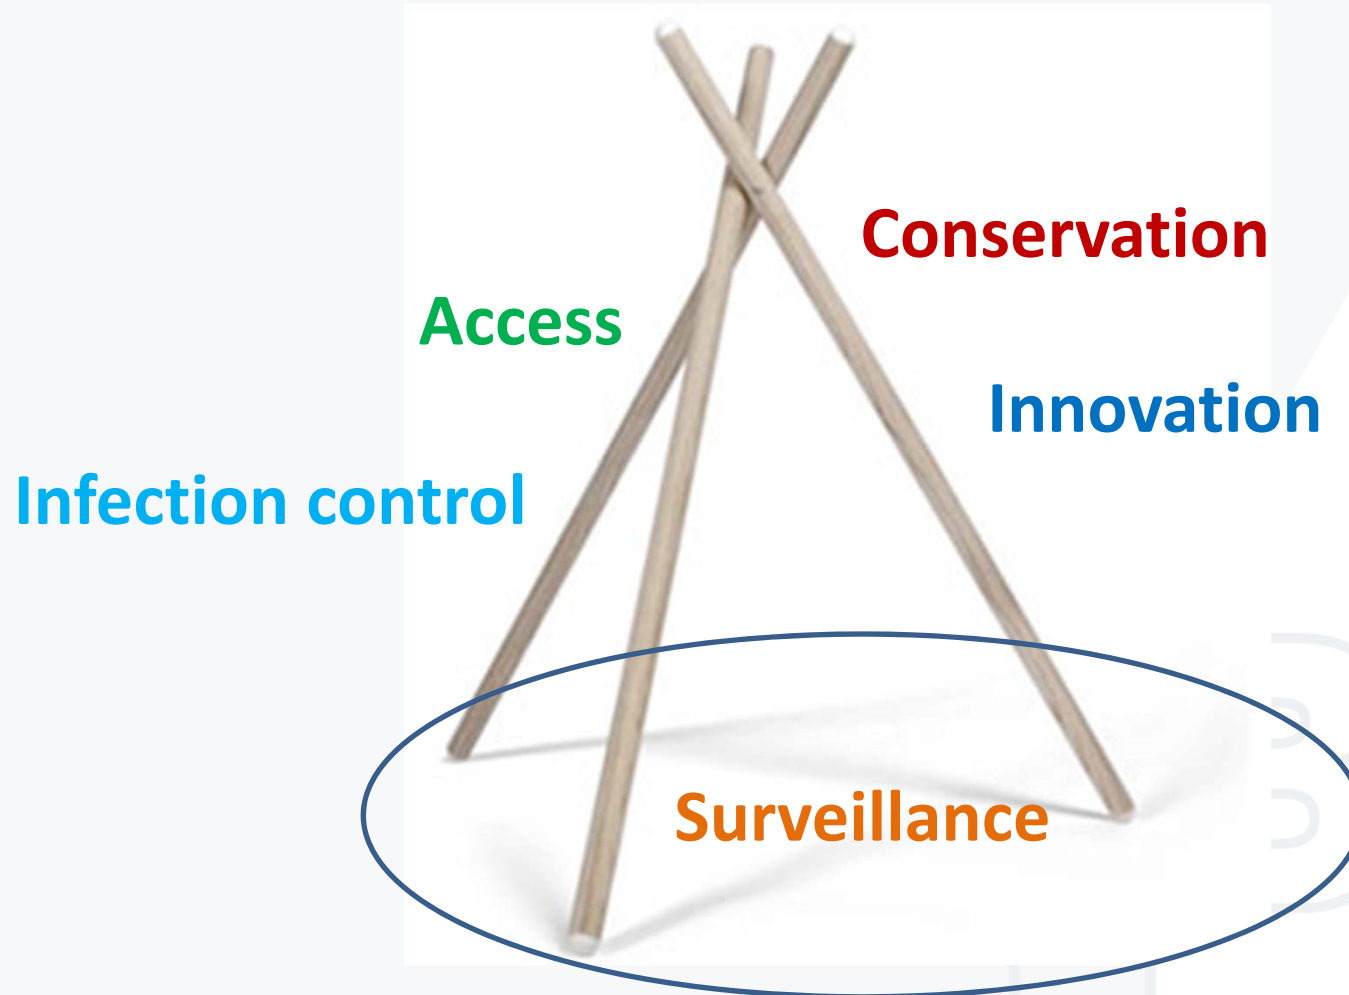 Conservation
Access
Innovation
Infection control
Surveillance